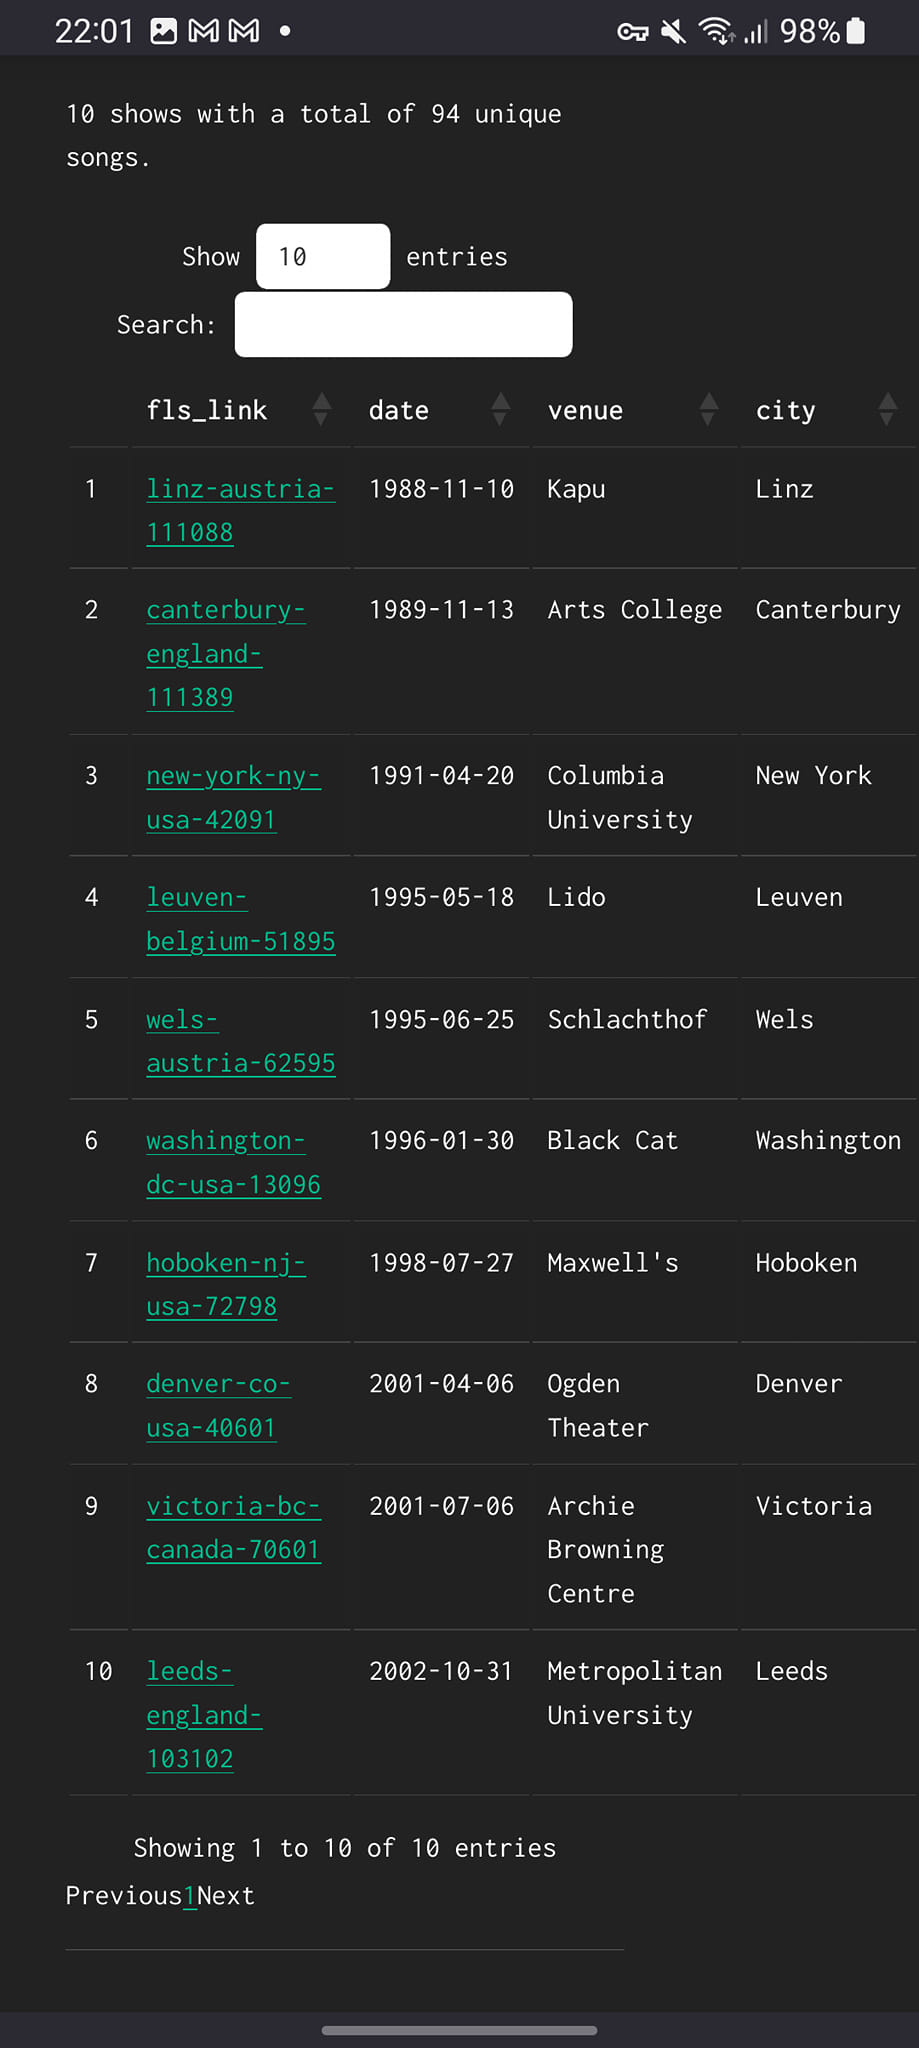 22:01
98%
10 shows with a total of 94 unique
songs.
Show 10 entries
Search:
fls_link date venue city
1 linz-austria- 1988-11-10 Kapu Linz
111088
2 canterbury- 1989-11-13 Arts College Canterbury
england-
111389
3 new-york-ny- 1991-04-20 Columbia New York
usa-42091 University
4 leuven- 1995-05-18 Lido Leuven
belgium-51895
5 wels- 1995-06-25 Schlachthof Wels
austria-62595
6 washington- 1996-01-30 Black Cat Washington
dc-usa-13096
7 hoboken-nj- 1998-07-27 Maxwell's Hoboken
usa-72798
8 denver-co- 2001-04-06 Ogden Denver
usa-40601 Theater
9 victoria-bc- 2001-07-06 Archie Victoria
canada-70601 Browning
Centre
10 leeds- 2002-10-31 Metropolitan Leeds
england- University
103102
Showing 1 to 10 of 10 entries
Previous1Next